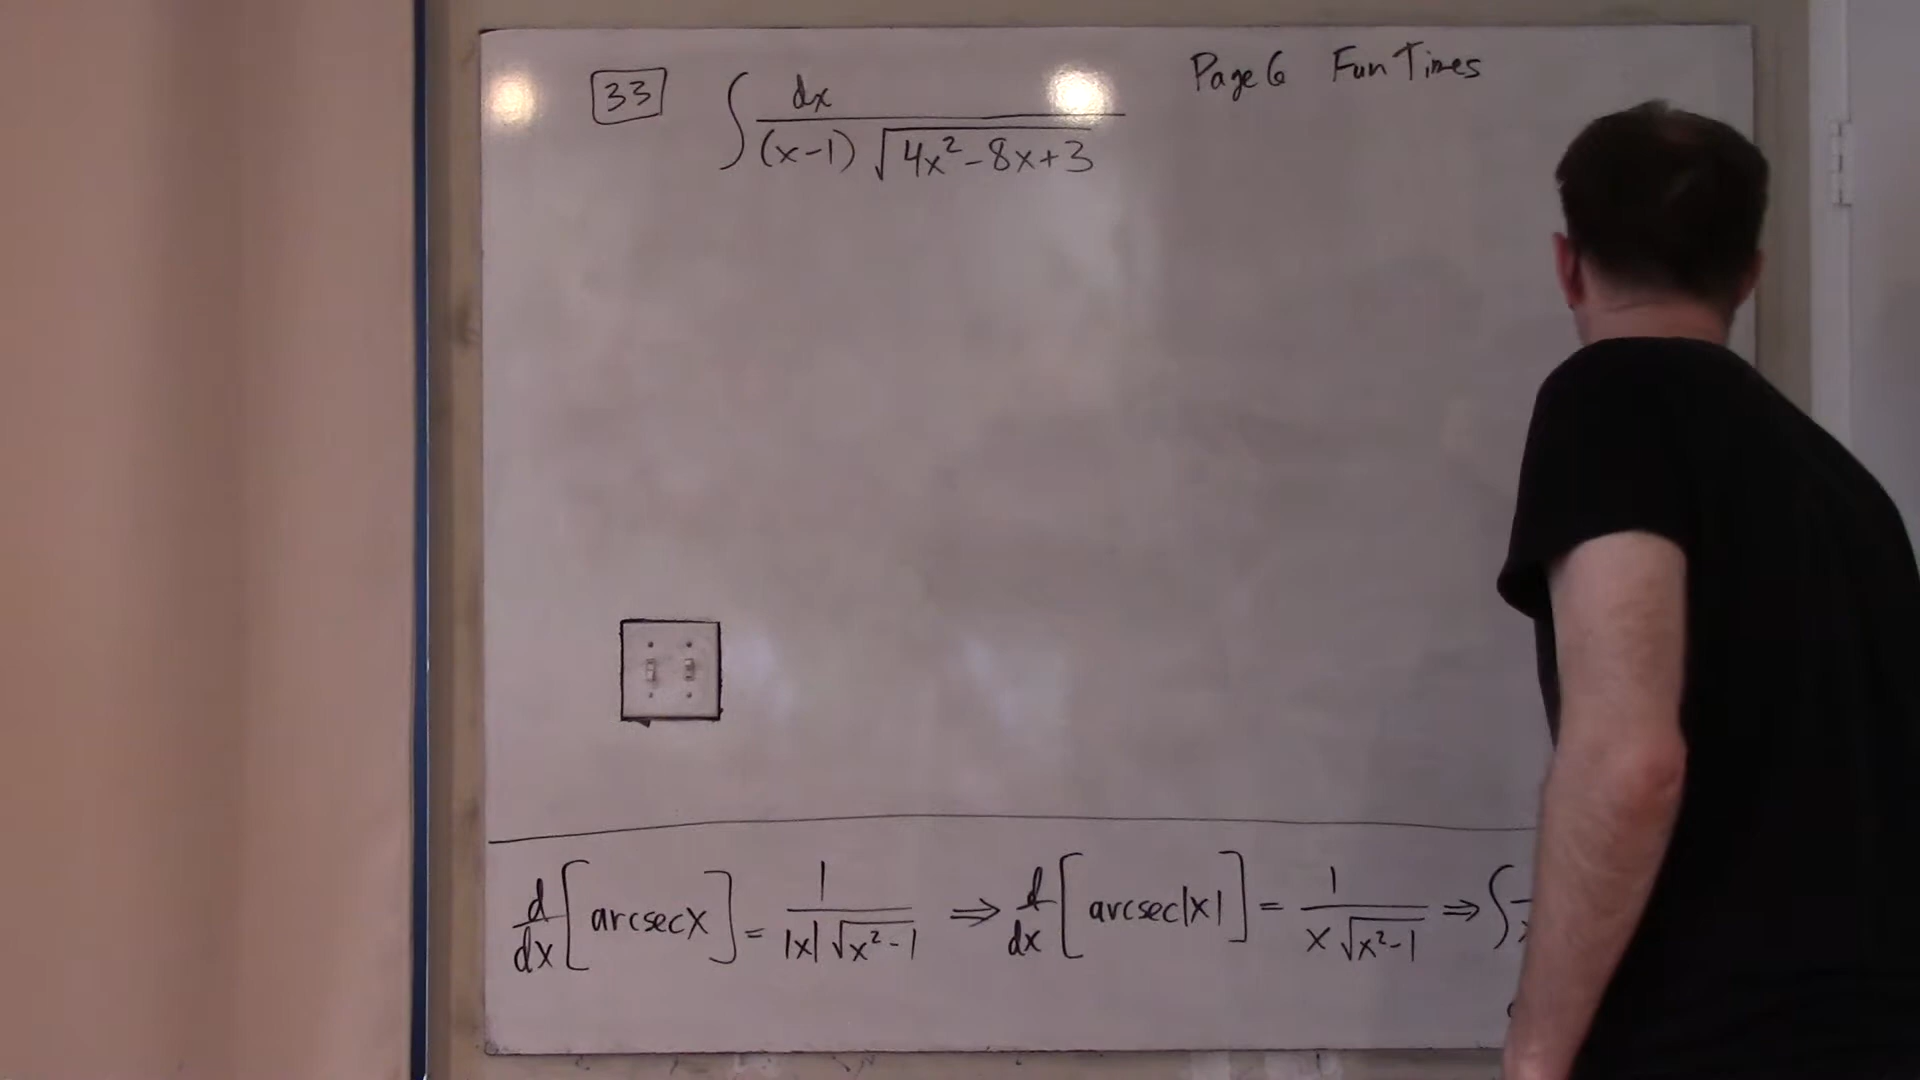 33 ∫ dx / ((x-1) √(4x²-8x+3))
Page 6 Fun Times
d/dx [arcsec x] = 1 / (|x| √(x²-1)) ⇒ d/dx [arcsec|x|] = 1 / (x √(x²-1)) ⇒ ∫ 1